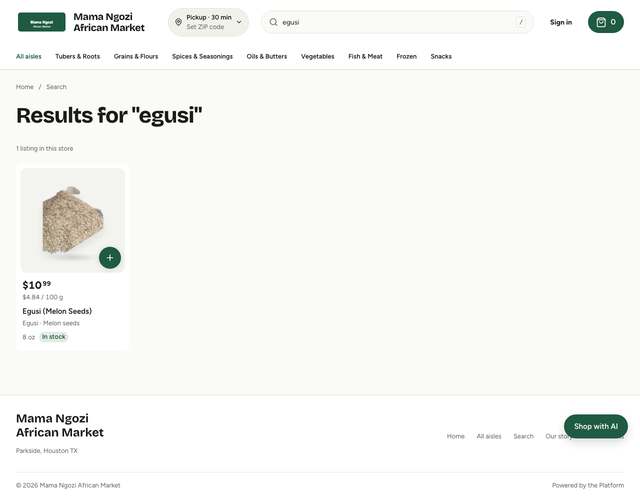 Mama Ngozi
Mama Ngozi
African Market
Pickup · 30 min
Set ZIP code
egusi
/
Sign in
0
All aisles
Tubers & Roots
Grains & Flours
Spices & Seasonings
Oils & Butters
Vegetables
Fish & Meat
Frozen
Snacks
Home / Search
Results for "egusi"
1 listing in this store
$10 99
$4.84 / 100 g
Egusi (Melon Seeds)
Egusi · Melon seeds
8 oz In stock
Mama Ngozi
African Market
Parkside, Houston TX
Home
All aisles
Search
Our story
Shop with AI
© 2026 Mama Ngozi African Market
Powered by the Platform